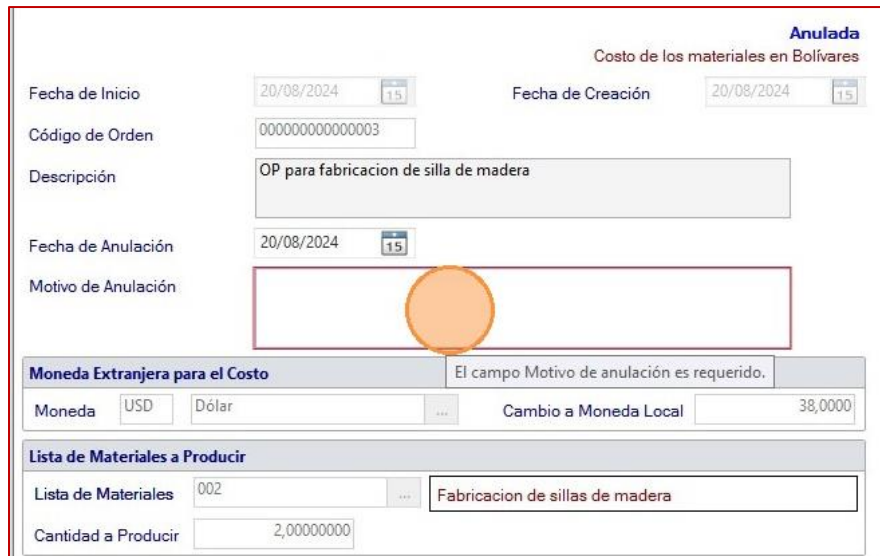 Anulada
Costo de los materiales en Bolívares
Fecha de Inicio 20/08/2024 15 Fecha de Creación 20/08/2024 15
Código de Orden 000000000000003
Descripción OP para fabricacion de silla de madera
Fecha de Anulación 20/08/2024 15
Motivo de Anulación
El campo Motivo de anulación es requerido.
Moneda Extranjera para el Costo
Moneda USD Dólar ... Cambio a Moneda Local 38,0000
Lista de Materiales a Producir
Lista de Materiales 002 ... Fabricacion de sillas de madera
Cantidad a Producir 2,00000000